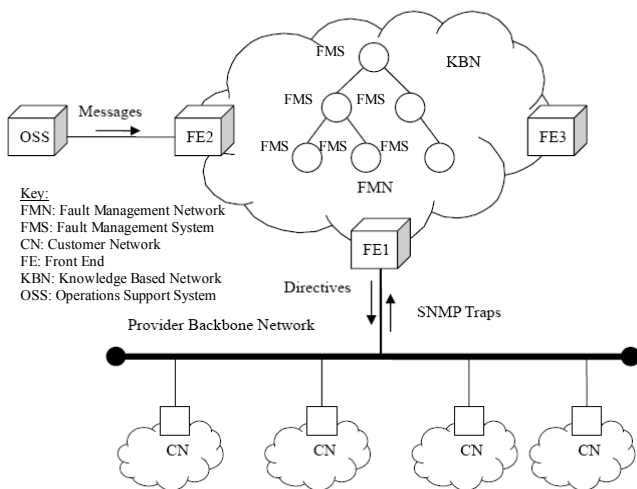 FMS
KBN
Messages
FMS FMS
OSS
FE2
FE3
FMS FMS FMS
FMN
Key:
FMN: Fault Management Network
FMS: Fault Management System
CN: Customer Network
FE: Front End
KBN: Knowledge Based Network
OSS: Operations Support System
FE1
Directives
SNMP Traps
Provider Backbone Network
CN CN CN CN